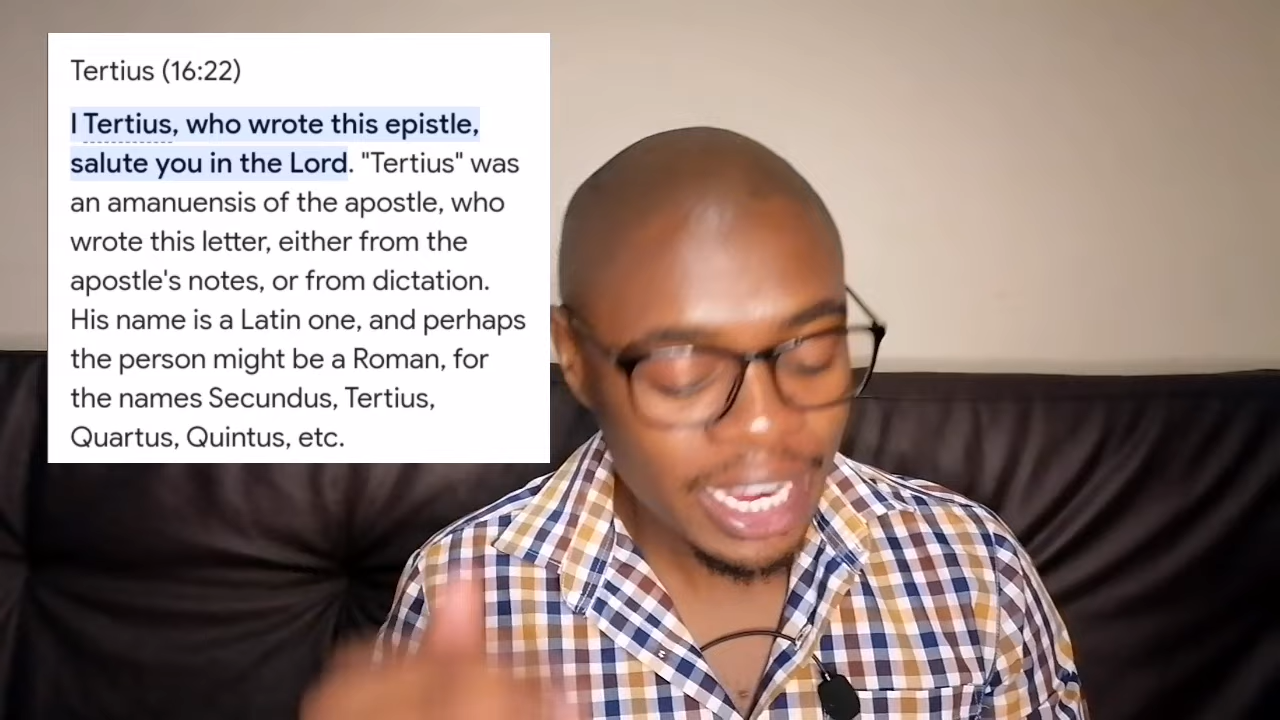 Tertius (16:22)
I Tertius, who wrote this epistle,
salute you in the Lord. "Tertius" was
an amanuensis of the apostle, who
wrote this letter, either from the
apostle's notes, or from dictation.
His name is a Latin one, and perhaps
the person might be a Roman, for
the names Secundus, Tertius,
Quartus, Quintus, etc.